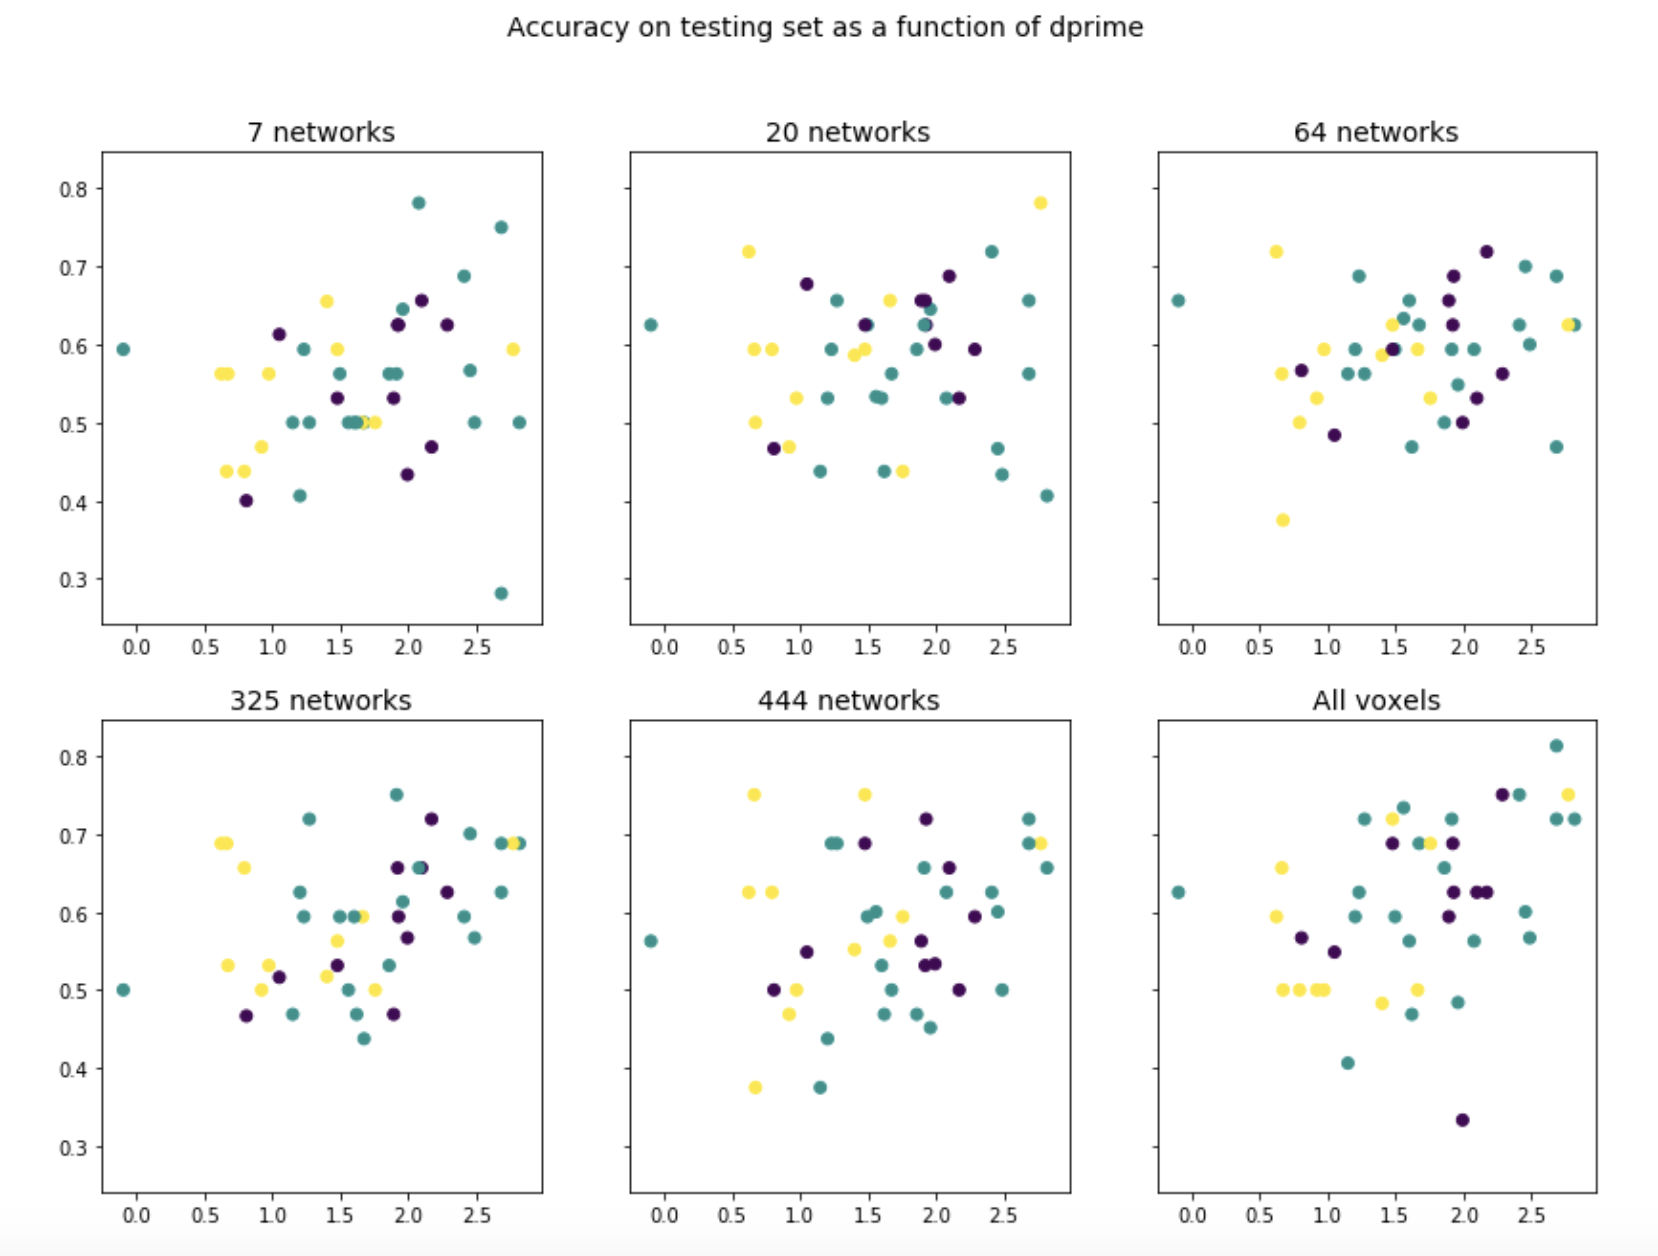 Accuracy on testing set as a function of dprime
7 networks
20 networks
64 networks
0.8
0.7
0.6
0.5
0.4
0.3
0.0 0.5 1.0 1.5 2.0 2.5
0.0 0.5 1.0 1.5 2.0 2.5
0.0 0.5 1.0 1.5 2.0 2.5
325 networks
444 networks
All voxels
0.8
0.7
0.6
0.5
0.4
0.3
0.0 0.5 1.0 1.5 2.0 2.5
0.0 0.5 1.0 1.5 2.0 2.5
0.0 0.5 1.0 1.5 2.0 2.5